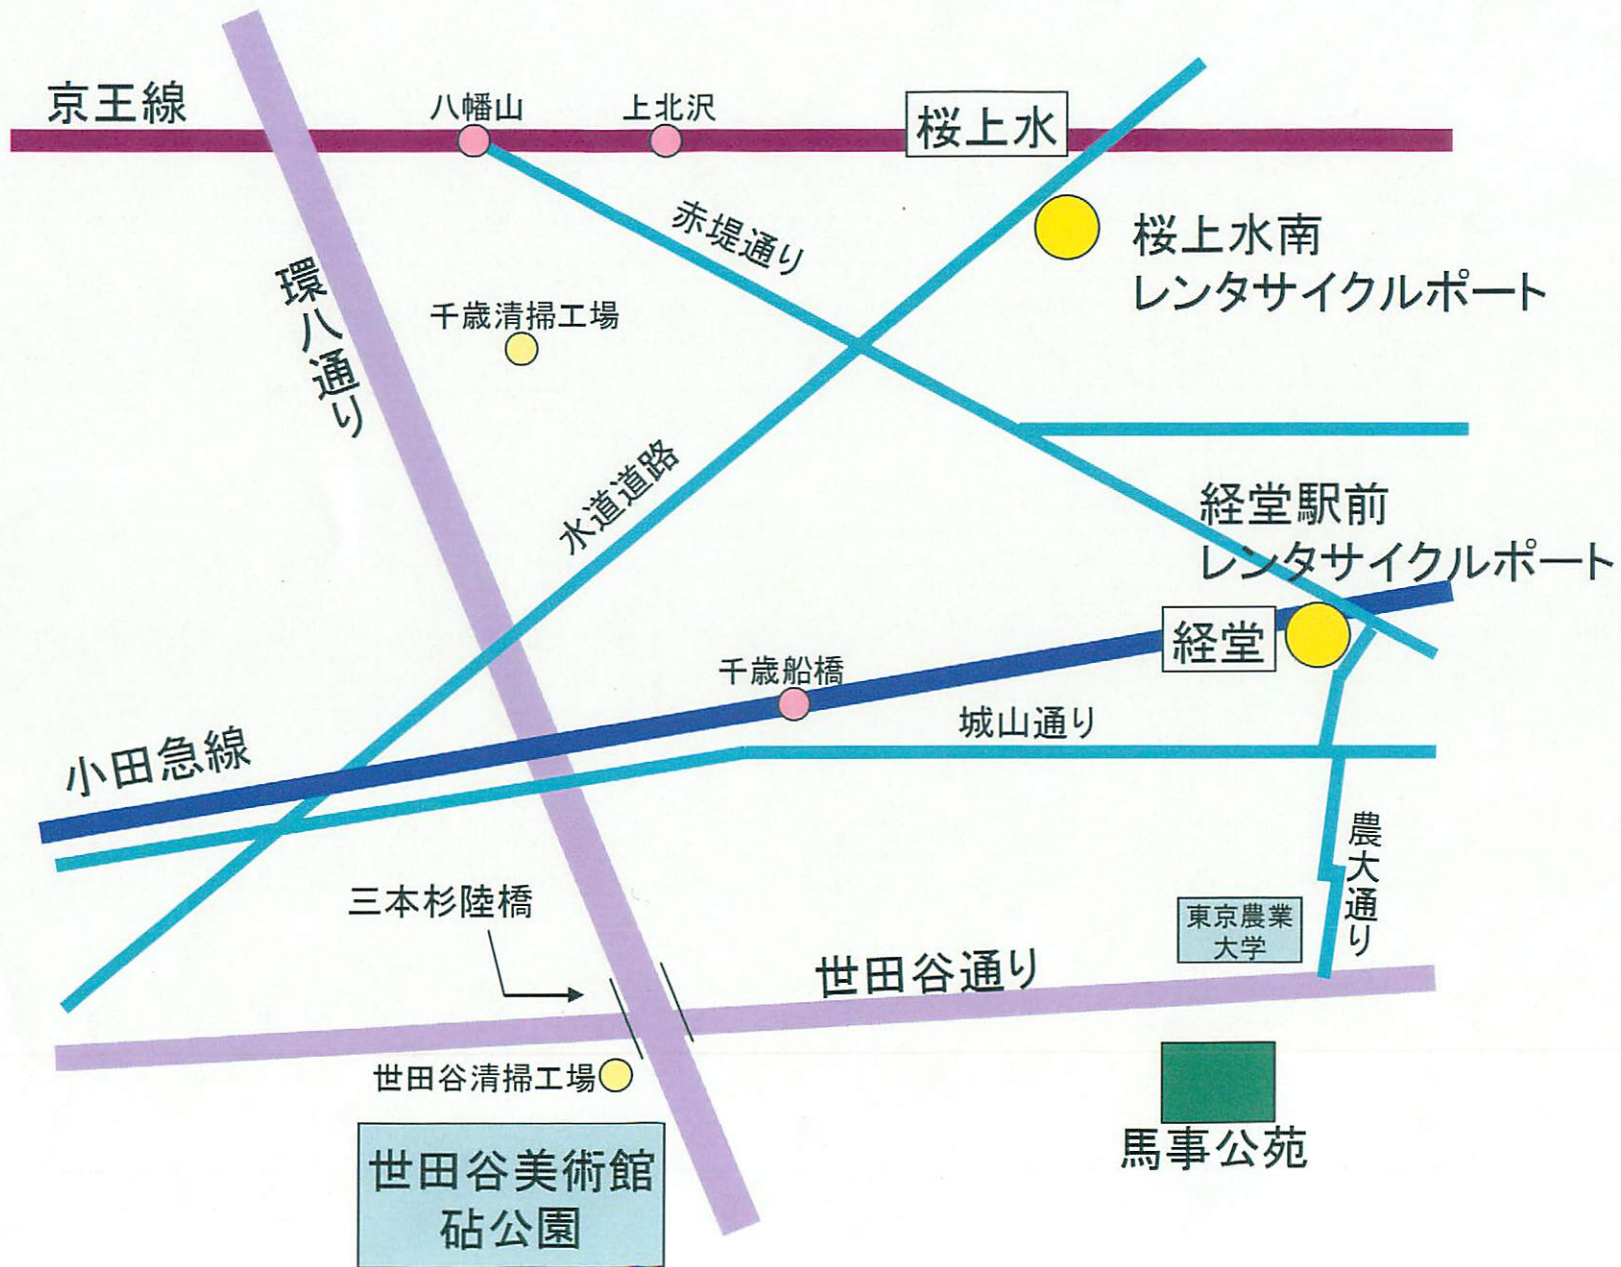 京王線
八幡山
上北沢
桜上水
赤堤通り
桜上水南
レンタサイクルポート
環八通り
千歳清掃工場
水道道路
経堂駅前
レンタサイクルポート
経堂
千歳船橋
城山通り
小田急線
農大通り
三本杉陸橋
東京農業
大学
世田谷通り
世田谷清掃工場
世田谷美術館
砧公園
馬事公苑